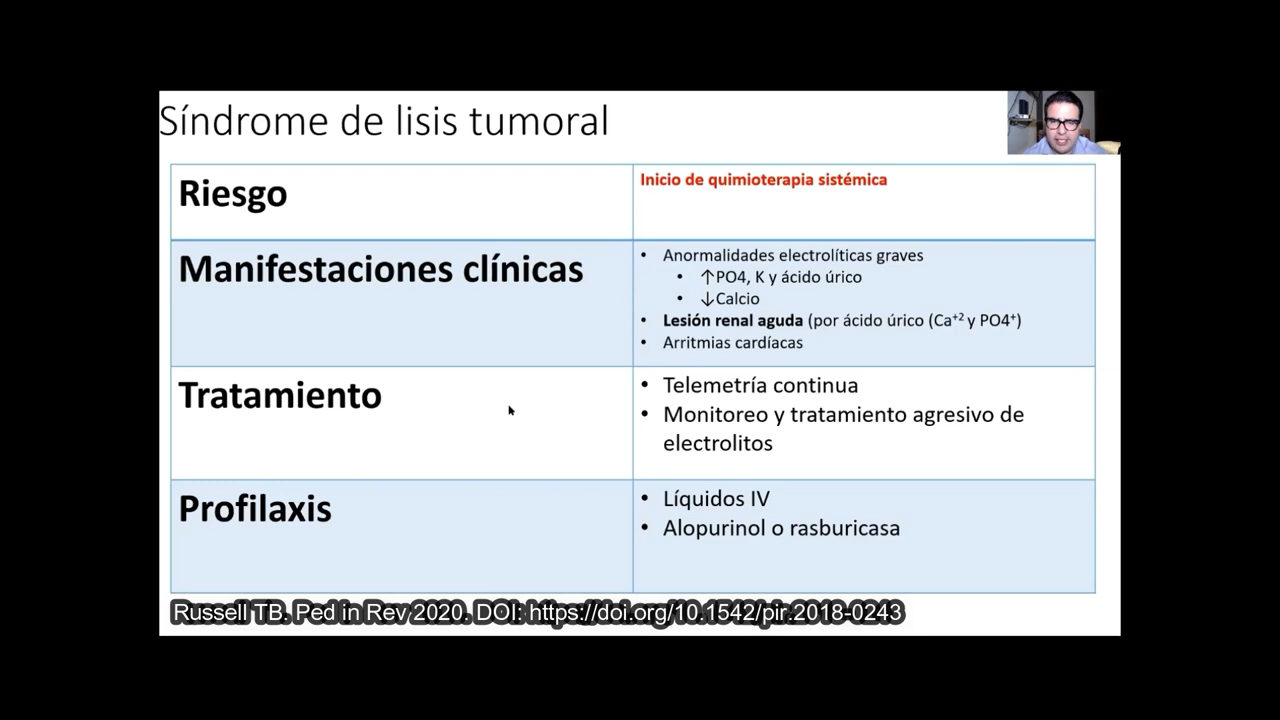 Síndrome de lisis tumoral
Riesgo
Inicio de quimioterapia sistémica
Manifestaciones clínicas
• Anormalidades electrolíticas graves
• ↑PO4, K y ácido úrico
• ↓Calcio
• Lesión renal aguda (por ácido úrico (Ca⁺² y PO4⁺)
• Arritmias cardíacas
Tratamiento
• Telemetría continua
• Monitoreo y tratamiento agresivo de
electrolitos
Profilaxis
• Líquidos IV
• Alopurinol o rasburicasa
Russell TB. Ped in Rev 2020. DOI: https://doi.org/10.1542/pir.2018-0243